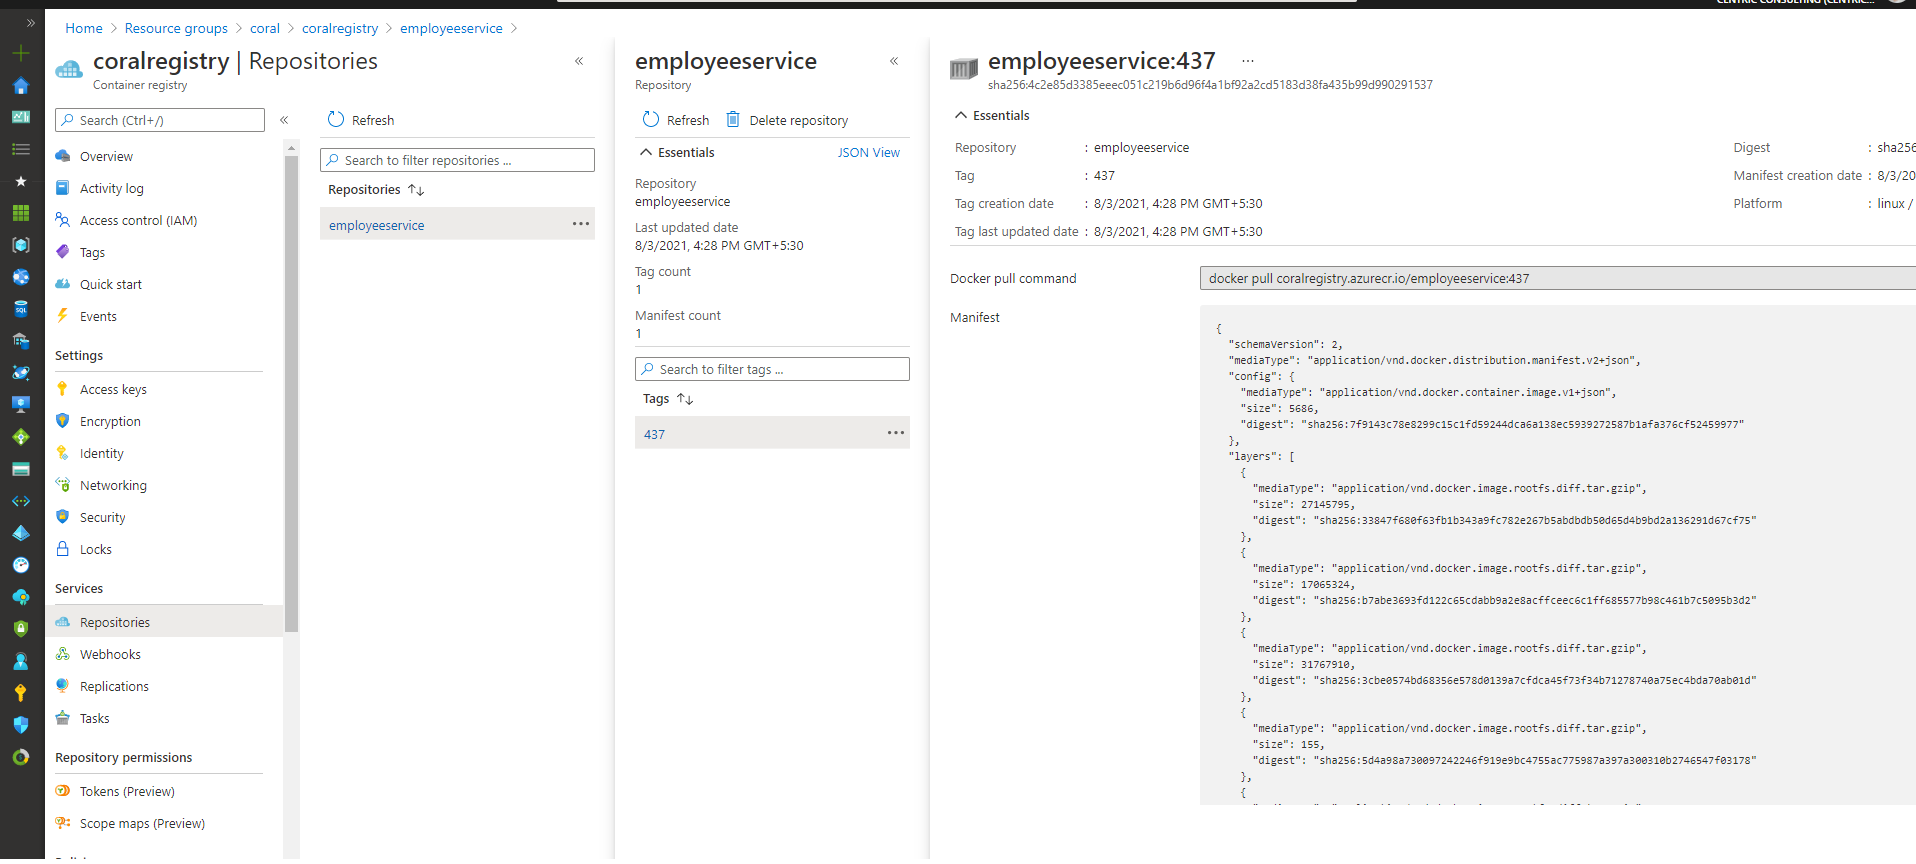 Home > Resource groups > coral > coralregistry > employeeservice >
coralregistry | Repositories
Container registry
Search (Ctrl+/)
Overview
Activity log
Access control (IAM)
Tags
Quick start
Events
Settings
Access keys
Encryption
Identity
Networking
Security
Locks
Services
Repositories
Webhooks
Replications
Tasks
Repository permissions
Tokens (Preview)
Scope maps (Preview)
Refresh
Search to filter repositories ...
Repositories
employeeservice
employeeservice
Repository
Refresh
Delete repository
Essentials
JSON View
Repository
employeeservice
Last updated date
8/3/2021, 4:28 PM GMT+5:30
Tag count
1
Manifest count
1
Search to filter tags ...
Tags
437
employeeservice:437
sha256:4c2e85d3385eeec051c219b6d96f4a1bf92a2cd5183d38fa435b99d990291537
Essentials
Repository : employeeservice
Tag : 437
Tag creation date : 8/3/2021, 4:28 PM GMT+5:30
Tag last updated date : 8/3/2021, 4:28 PM GMT+5:30
Digest : sha256
Manifest creation date : 8/3/20
Platform : linux /
Docker pull command
docker pull coralregistry.azurecr.io/employeeservice:437
Manifest
{
"schemaVersion": 2,
"mediaType": "application/vnd.docker.distribution.manifest.v2+json",
"config": {
"mediaType": "application/vnd.docker.container.image.v1+json",
"size": 5686,
"digest": "sha256:7f9143c78e8299c15c1fd59244dca6a138ec5939272587b1afa376cf52459977"
},
"layers": [
{
"mediaType": "application/vnd.docker.image.rootfs.diff.tar.gzip",
"size": 27145795,
"digest": "sha256:33847f680f63fb1b343a9fc782e267b5abdbdb50d65d4b9bd2a136291d67cf75"
},
{
"mediaType": "application/vnd.docker.image.rootfs.diff.tar.gzip",
"size": 17065324,
"digest": "sha256:b7abe3693fd122c65cdabb9a2e8acffceec6c1ff685577b98c461b7c5095b3d2"
},
{
"mediaType": "application/vnd.docker.image.rootfs.diff.tar.gzip",
"size": 31767910,
"digest": "sha256:3cbe0574bd68356e578d0139a7cfdca45f73f34b71278740a75ec4bda70ab01d"
},
{
"mediaType": "application/vnd.docker.image.rootfs.diff.tar.gzip",
"size": 155,
"digest": "sha256:5d4a98a730097242246f919e9bc4755ac775987a397a300310b2746547f03178"
},
{